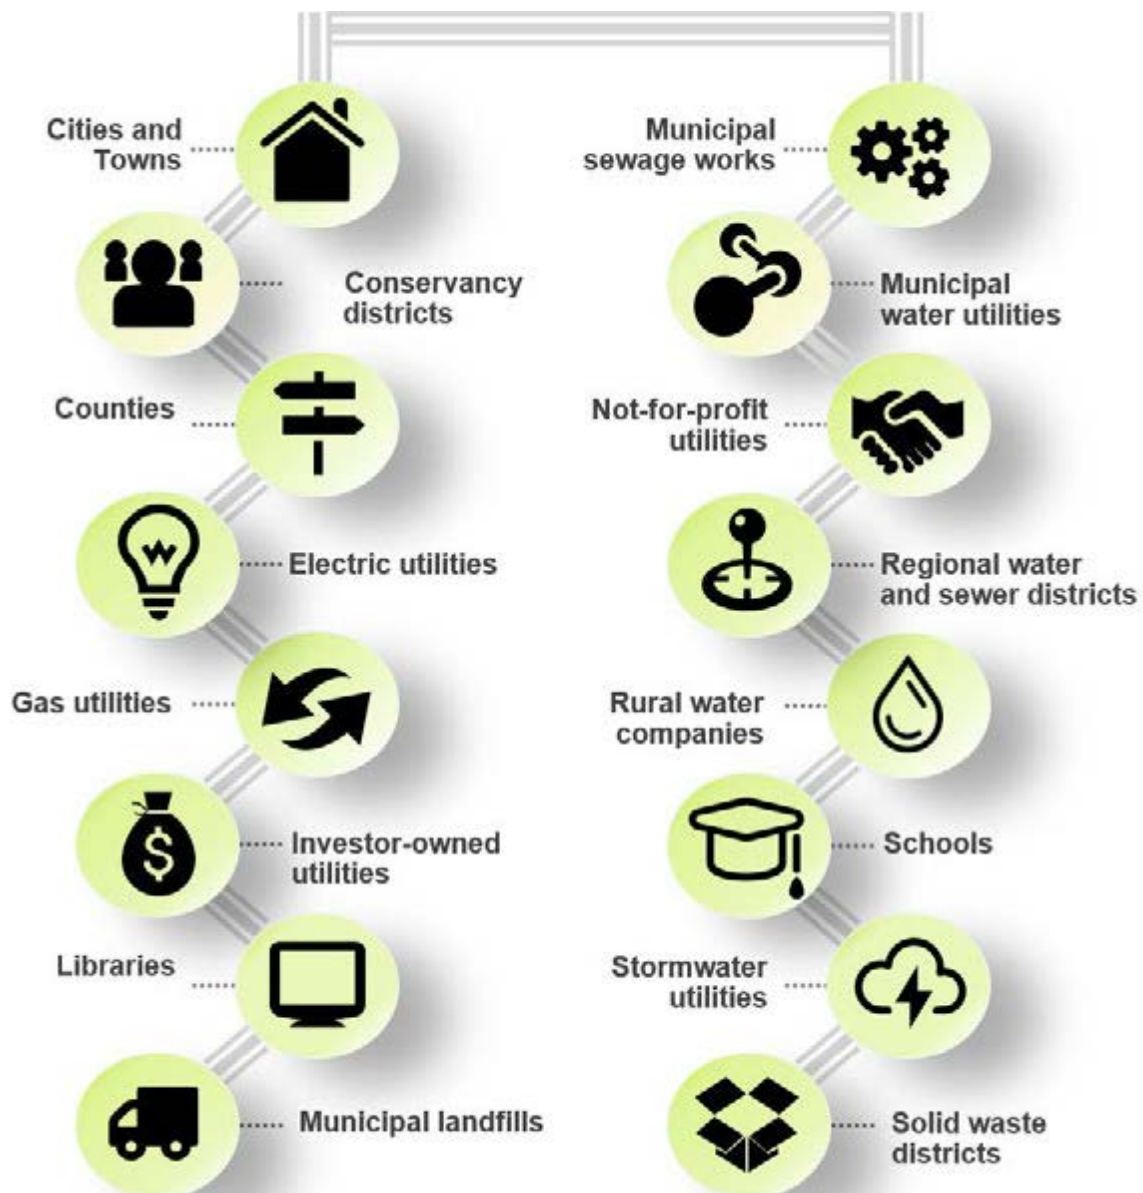 Cities and
Towns
Conservancy
districts
Counties
Electric utilities
Gas utilities
Investor-owned
utilities
$
Libraries
Municipal landfills
Municipal
sewage works
Municipal
water utilities
Not-for-profit
utilities
Regional water
and sewer districts
Rural water
companies
Schools
Stormwater
utilities
Solid waste
districts